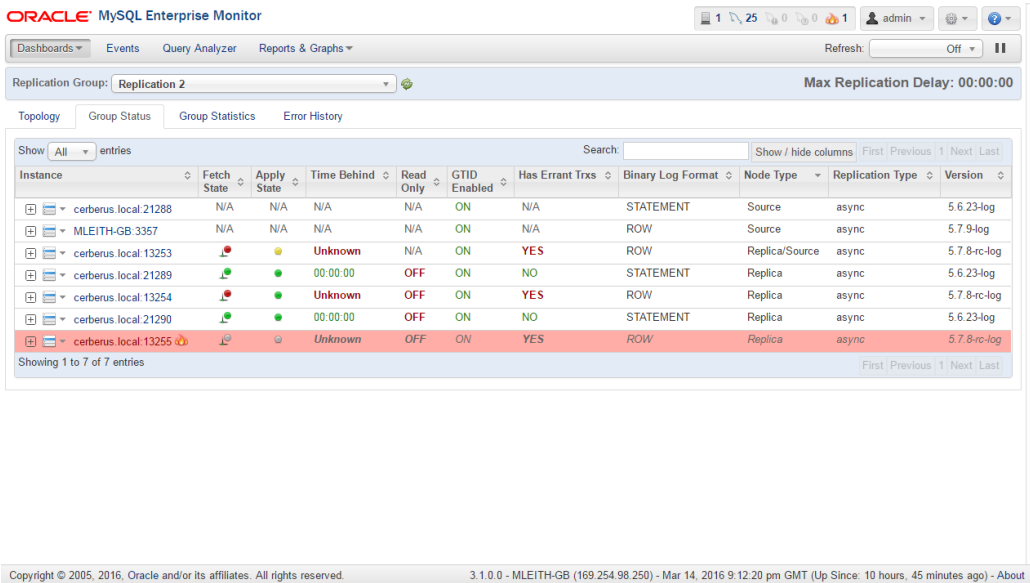 ORACLE MySQL Enterprise Monitor 1 25 0 0 1 admin
Dashboards Events Query Analyzer Reports & Graphs Refresh: Off
Replication Group: Replication 2 Max Replication Delay: 00:00:00
Topology Group Status Group Statistics Error History
Show All entries Search: Show / hide columns First Previous 1 Next Last
Instance Fetch State Apply State Time Behind Read Only GTID Enabled Has Errant Trxs Binary Log Format Node Type Replication Type Version
cerberus.local:21288 N/A N/A N/A N/A ON N/A STATEMENT Source async 5.6.23-log
MLEITH-GB:3357 N/A N/A N/A N/A ON N/A ROW Source async 5.7.9-log
cerberus.local:13253 Unknown N/A ON YES ROW Replica/Source async 5.7.8-rc-log
cerberus.local:21289 00:00:00 OFF ON NO STATEMENT Replica async 5.6.23-log
cerberus.local:13254 Unknown OFF ON YES ROW Replica async 5.7.8-rc-log
cerberus.local:21290 00:00:00 OFF ON NO STATEMENT Replica async 5.6.23-log
cerberus.local:13255 Unknown OFF ON YES ROW Replica async 5.7.8-rc-log
Showing 1 to 7 of 7 entries First Previous 1 Next Last
Copyright © 2005, 2016, Oracle and/or its affiliates. All rights reserved. 3.1.0.0 - MLEITH-GB (169.254.98.250) - Mar 14, 2016 9:12:20 pm GMT (Up Since: 10 hours, 45 minutes ago) - About